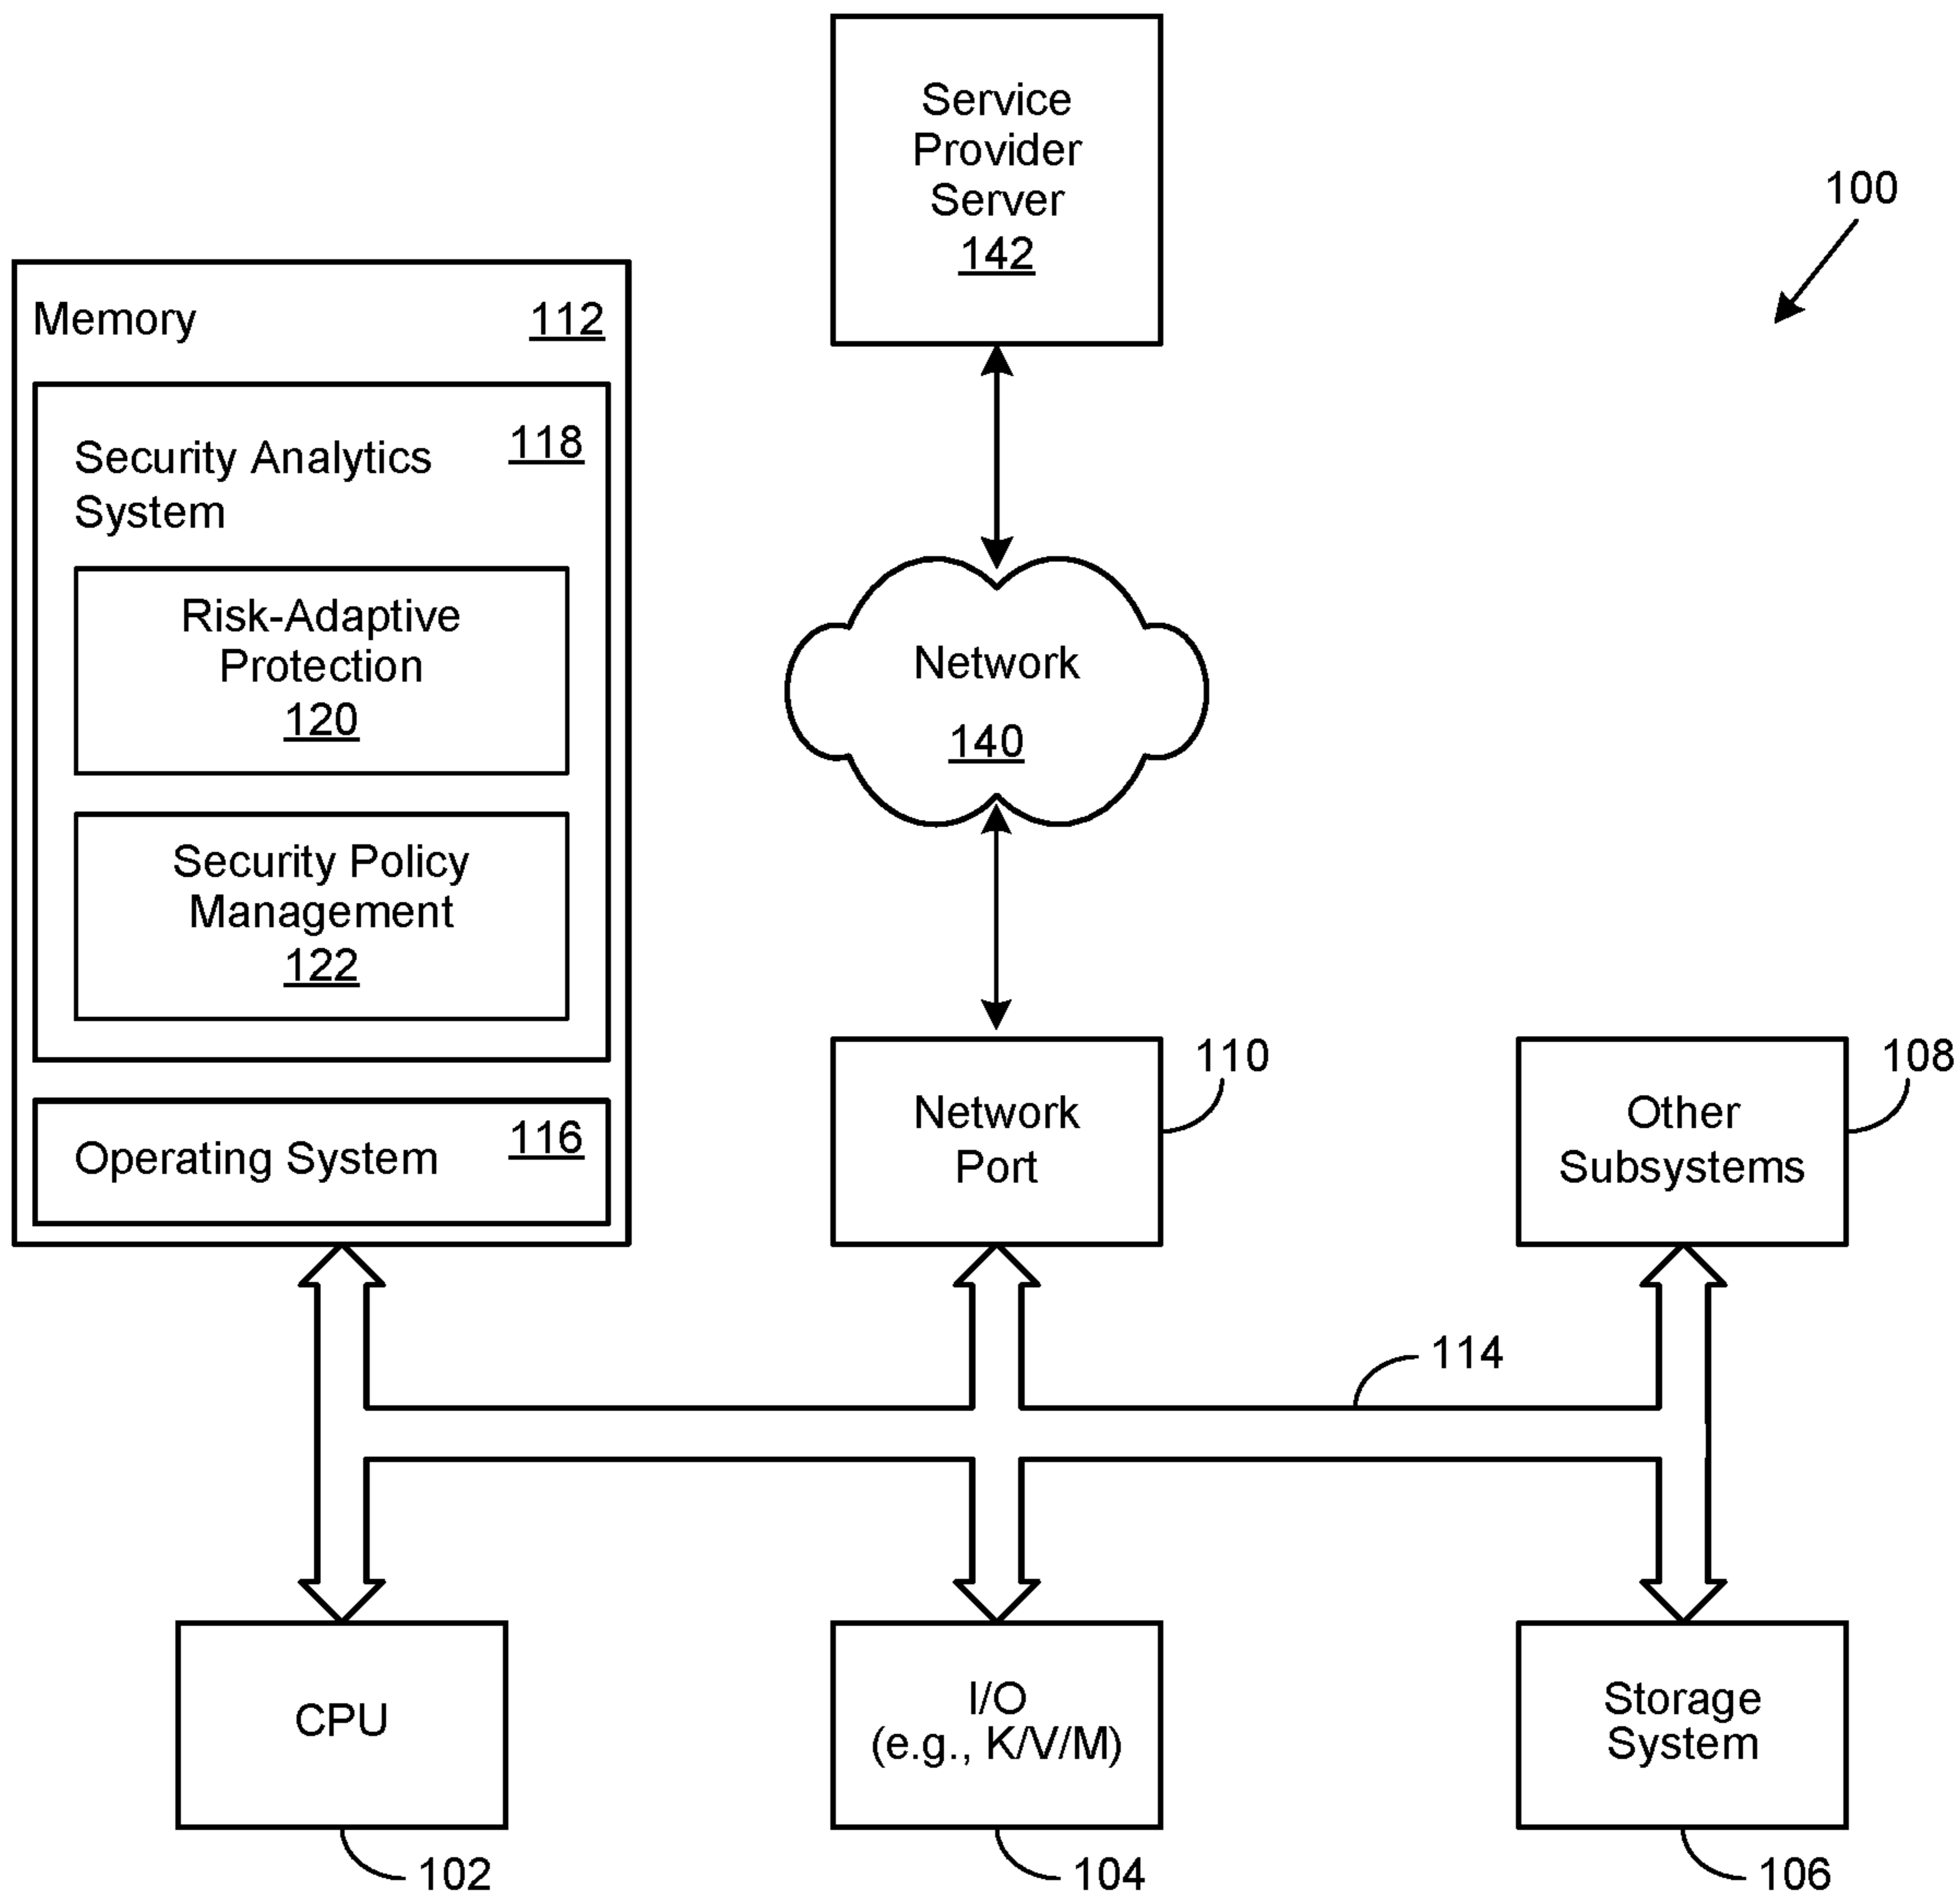 Service
Provider
Server
142
100
Memory 112
Security Analytics 118
System
Risk-Adaptive
Protection
120
Security Policy
Management
122
Operating System 116
Network
140
Network
Port
110
Other
Subsystems
108
114
CPU
102
I/O
(e.g., K/V/M)
104
Storage
System
106